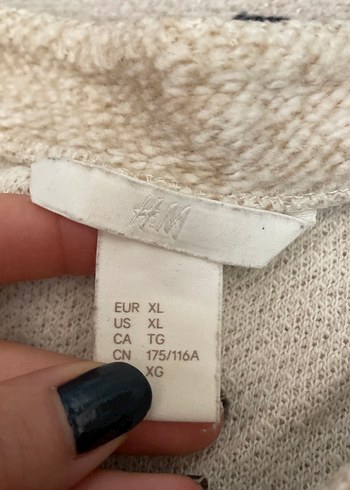 H&M
EUR XL
US XL
CA TG
CN 175/116A
XG